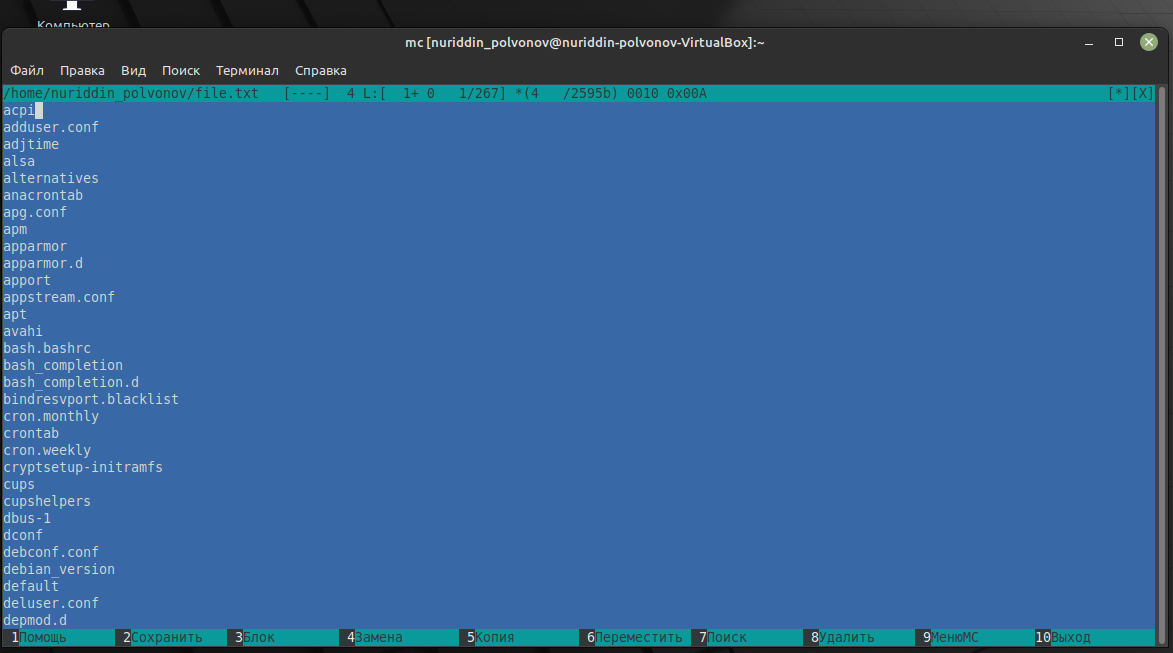 Компьютер
mc [nuriddin_polvonov@nuriddin-polvonov-VirtualBox]:~
Файл Правка Вид Поиск Терминал Справка
/home/nuriddin_polvonov/file.txt [----] 4 L:[ 1+ 0 1/267] *(4 /2595b) 0010 0x00A [*][X]
acpi
adduser.conf
adjtime
alsa
alternatives
anacrontab
apg.conf
apm
apparmor
apparmor.d
apport
appstream.conf
apt
avahi
bash.bashrc
bash_completion
bash_completion.d
bindresvport.blacklist
cron.monthly
crontab
cron.weekly
cryptsetup-initramfs
cups
cupshelpers
dbus-1
dconf
debconf.conf
debian_version
default
deluser.conf
depmod.d
1Помощь 2Сохранить 3Блок 4Замена 5Копия 6Переместить 7Поиск 8Удалить 9МенюMC 10Выход